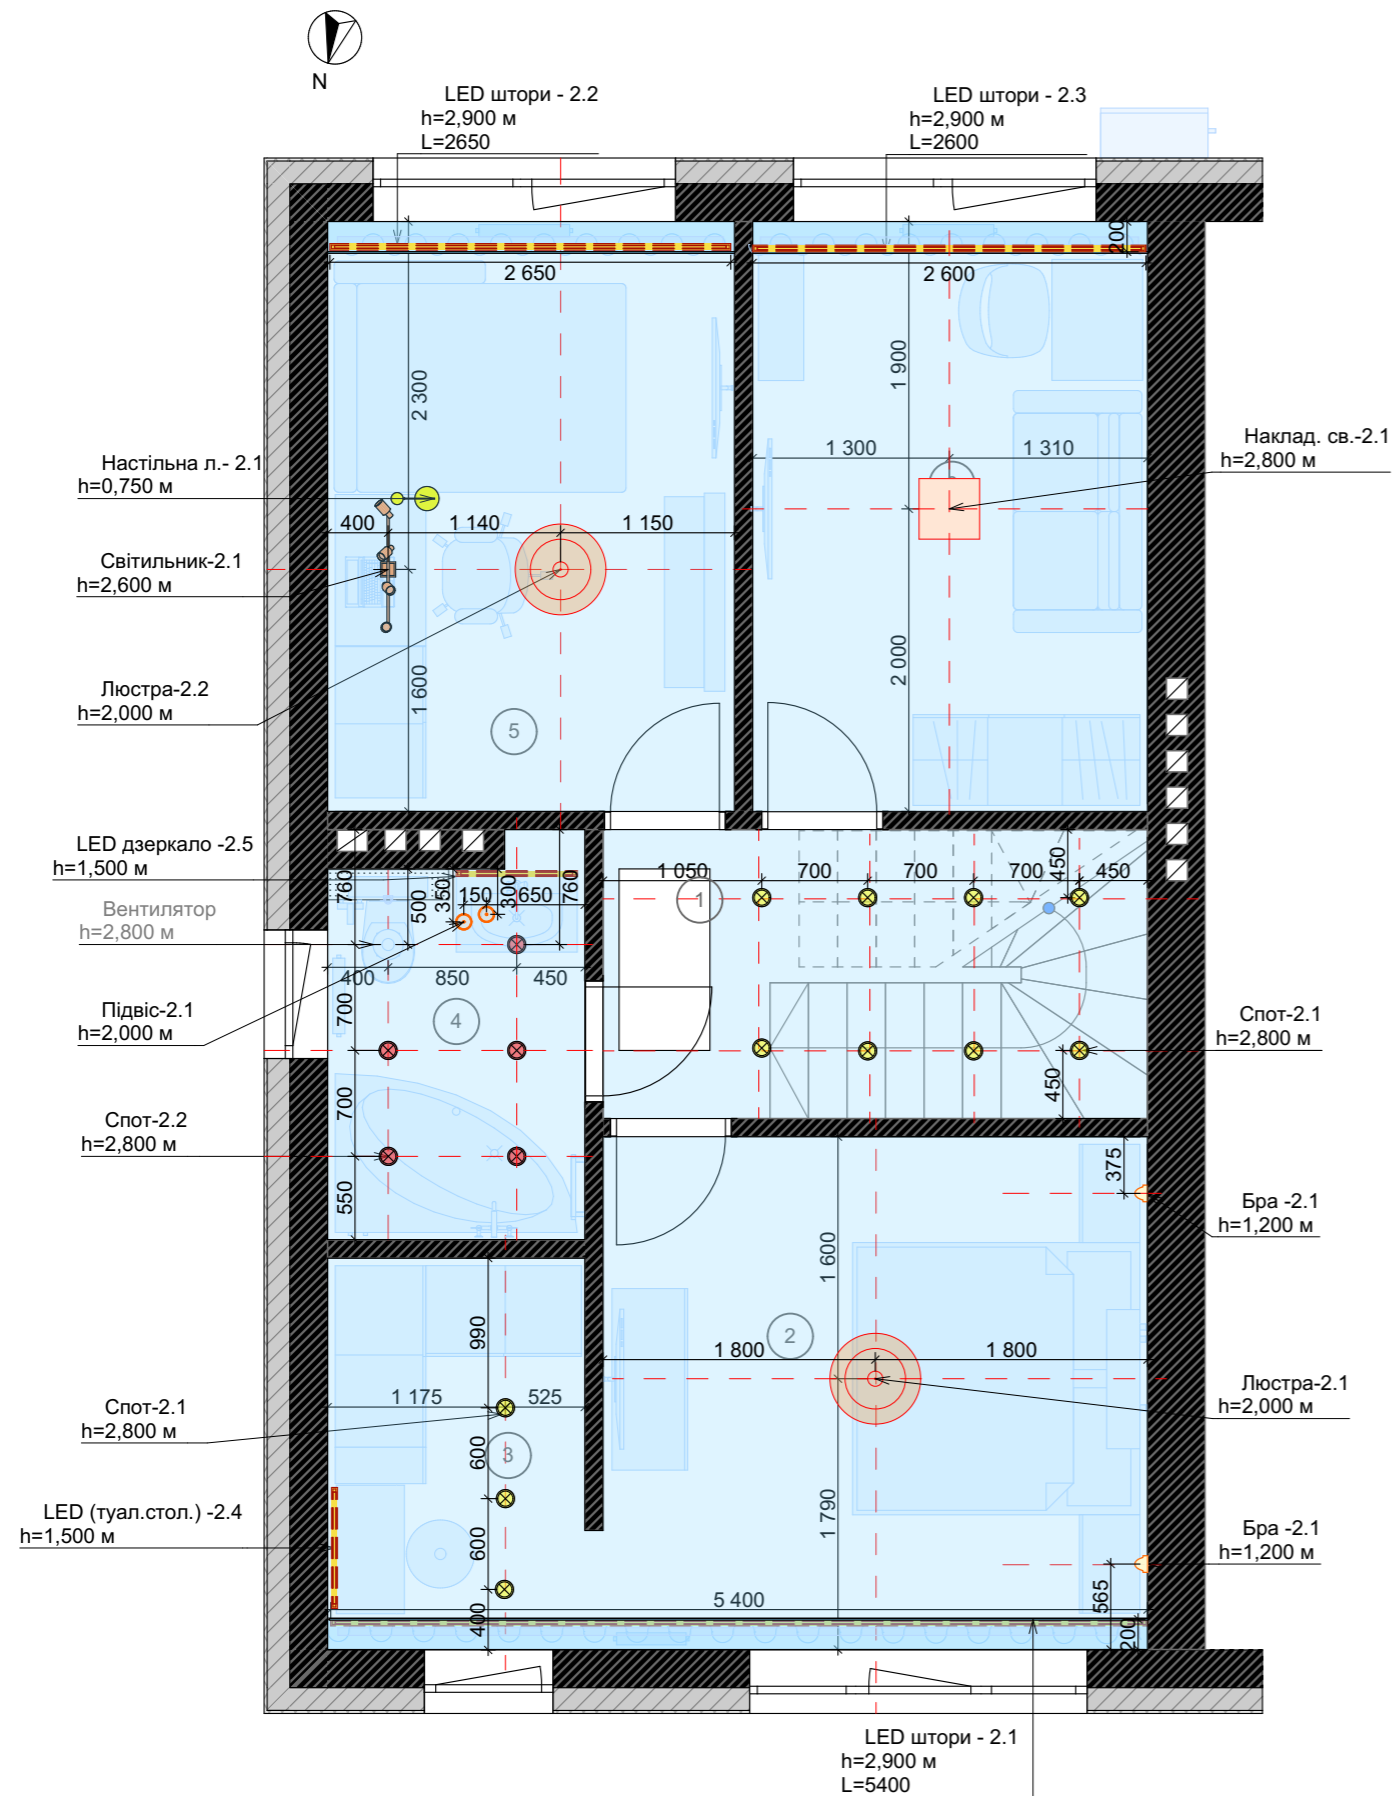 N
LED штори - 2.2
h=2,900 м
L=2650
LED штори - 2.3
h=2,900 м
L=2600
200
2 650
2 600
2 300
1 900
1 300
1 310
Наклад. св.-2.1
h=2,800 м
Настільна л.- 2.1
h=0,750 м
400
1 140
1 150
Світильник-2.1
h=2,600 м
2 000
1 600
Люстра-2.2
h=2,000 м
5
LED дзеркало -2.5
h=1,500 м
760
500
350
150
300
650
760
1 050
1
700
700
700
450
450
Вентилятор
h=2,800 м
400
850
450
700
4
Підвіс-2.1
h=2,000 м
Спот-2.1
h=2,800 м
450
700
Спот-2.2
h=2,800 м
550
375
Бра -2.1
h=1,200 м
1 600
990
2
1 800
1 800
1 175
525
Спот-2.1
h=2,800 м
Люстра-2.1
h=2,000 м
600
3
LED (туал.стол.) -2.4
h=1,500 м
1 790
600
Бра -2.1
h=1,200 м
565
5 400
400
200
LED штори - 2.1
h=2,900 м
L=5400